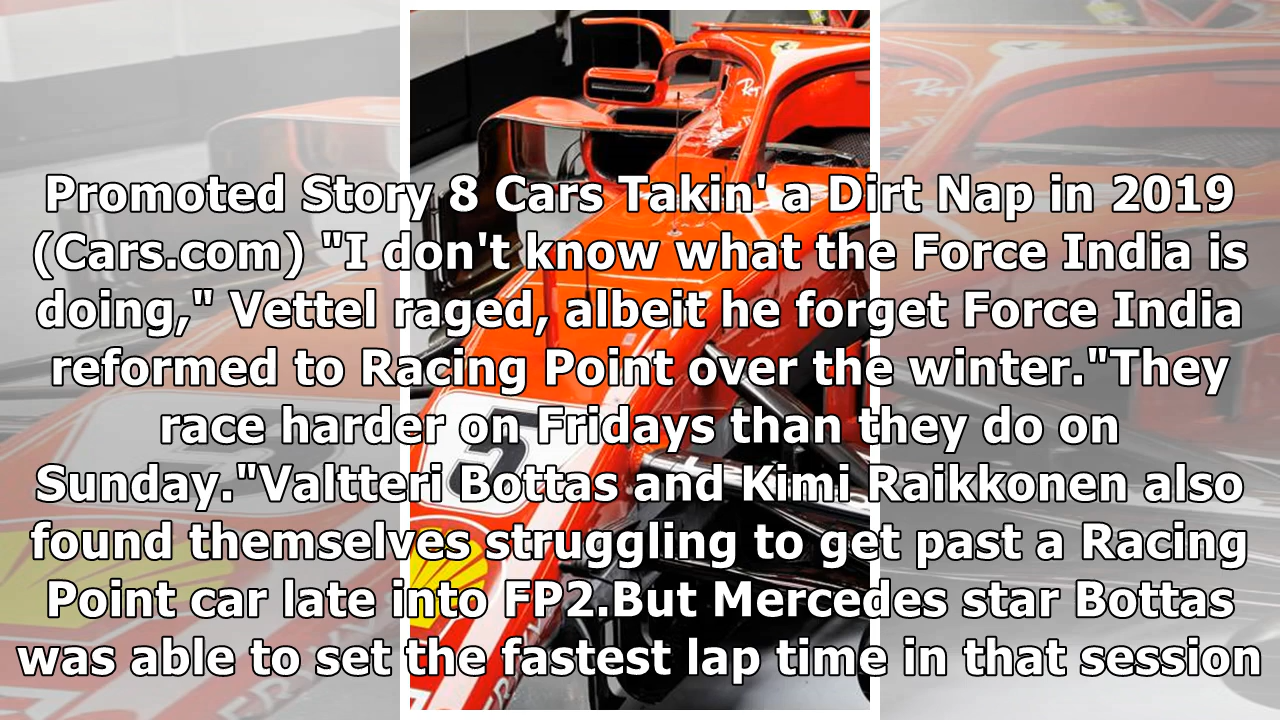 Promoted Story 8 Cars Takin' a Dirt Nap in 2019
(Cars.com) "I don't know what the Force India is
doing," Vettel raged, albeit he forget Force India
reformed to Racing Point over the winter."They
race harder on Fridays than they do on
Sunday."Valtteri Bottas and Kimi Raikkonen also
found themselves struggling to get past a Racing
Point car late into FP2.But Mercedes star Bottas
was able to set the fastest lap time in that session
5